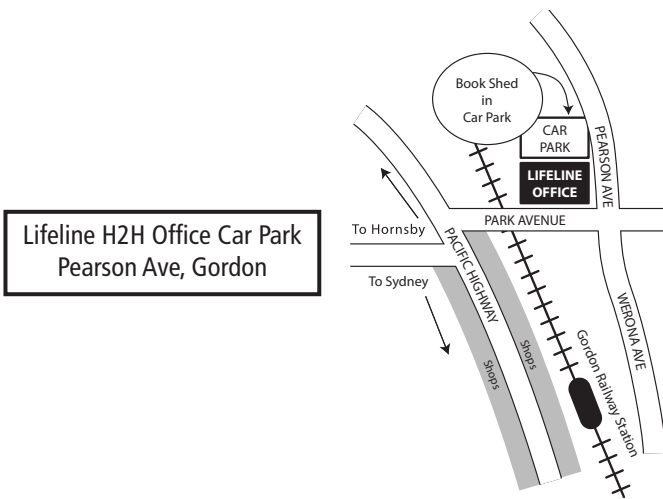 Lifeline H2H Office Car Park
Pearson Ave, Gordon
Book Shed
in
Car Park
CAR
PARK
LIFELINE
OFFICE
PEARSON AVE
PARK AVENUE
To Hornsby
PACIFIC HIGHWAY
To Sydney
WERONA AVE
Shops
Shops
Gordon Railway Station